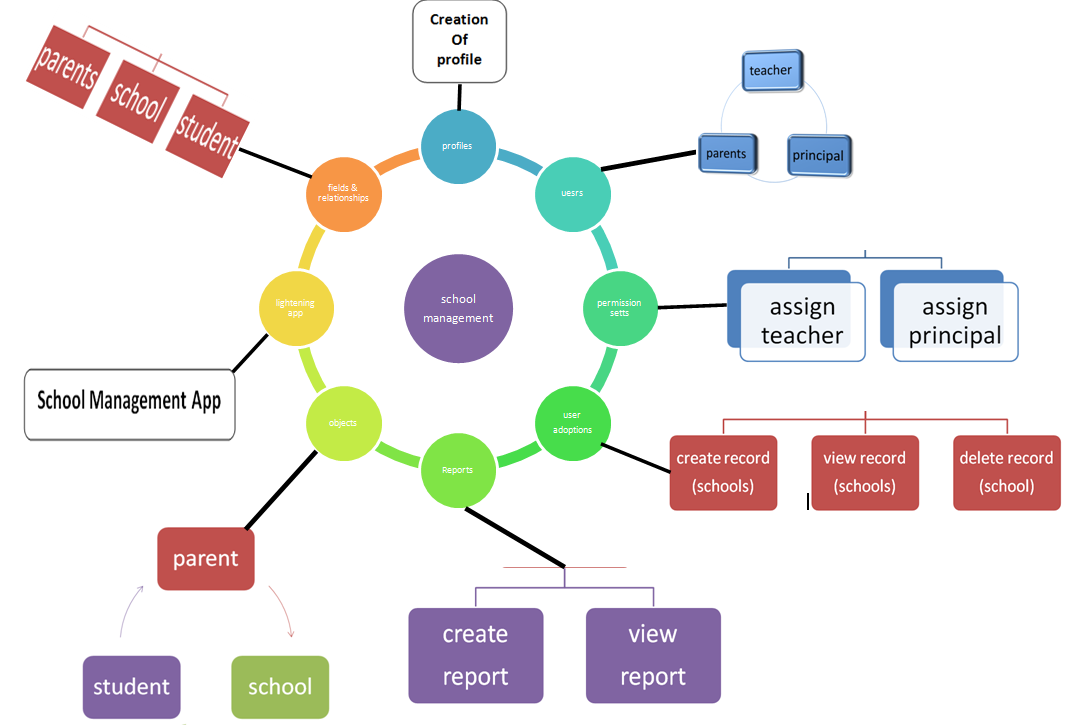 Creation
Of
profile
parents
school
student
teacher
parents
principal
profiles
fields &
relationships
uesrs
lightening
app
school
management
permission
setts
assign
teacher
assign
principal
School Management App
objects
user
adoptions
Reports
create record
(schools)
view record
(schools)
delete record
(school)
parent
student
school
create
report
view
report